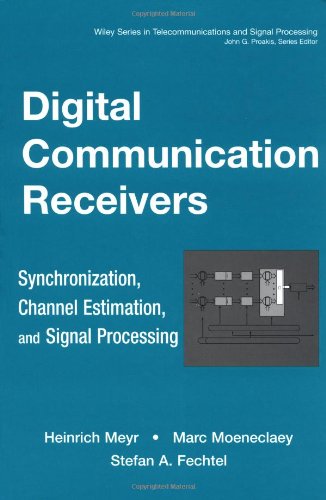 Wiley Series in Telecommunications and Signal Processing
John G. Proakis, Series Editor
Digital
Communication
Receivers
Synchronization,
Channel Estimation,
and Signal Processing
Heinrich Meyr • Marc Moeneclaey
Stefan A. Fechtel